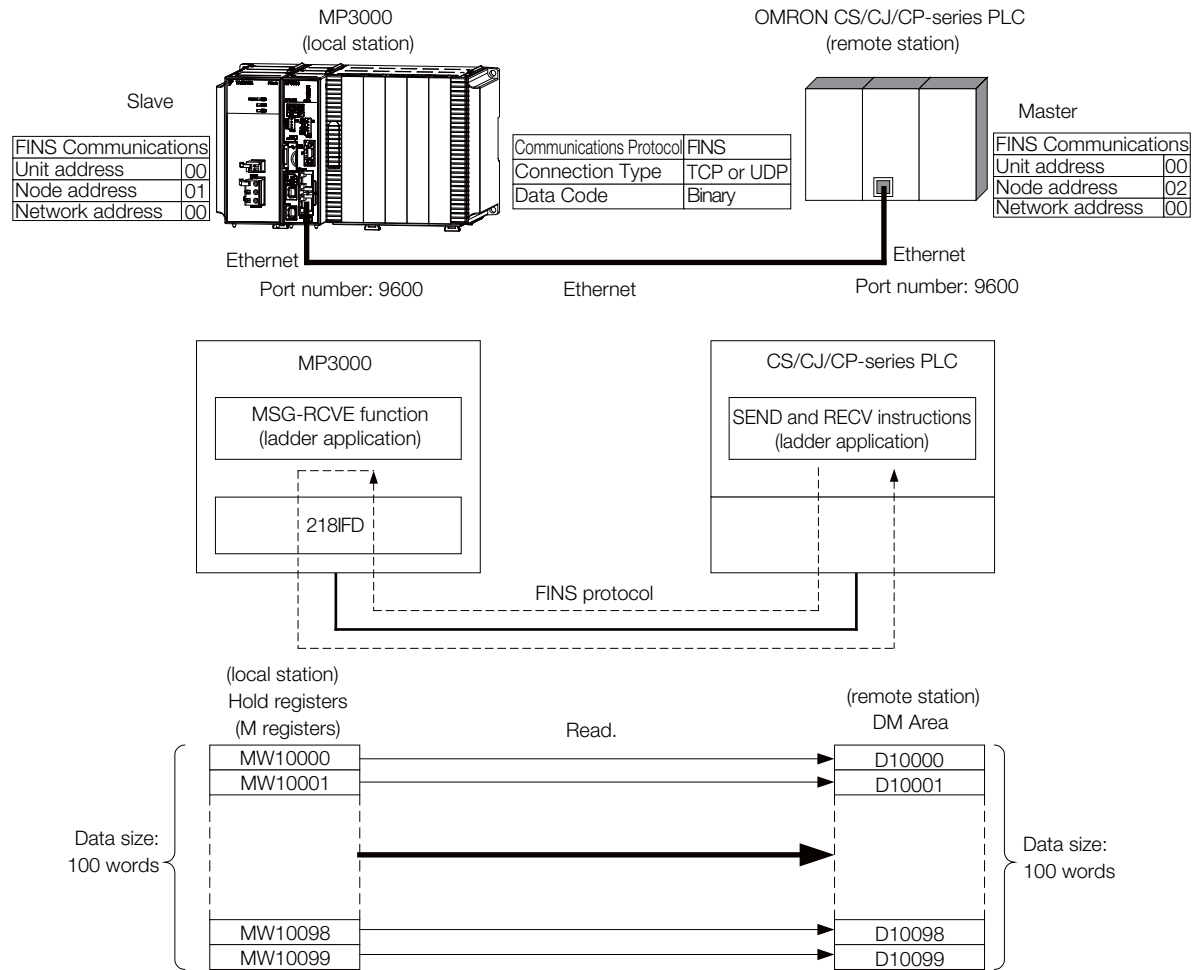 MP3000
(local station)
OMRON CS/CJ/CP-series PLC
(remote station)
Slave
FINS Communications
Unit address 00
Node address 01
Network address 00
Communications Protocol FINS
Connection Type TCP or UDP
Data Code Binary
Master
FINS Communications
Unit address 00
Node address 02
Network address 00
Ethernet
Port number: 9600
Ethernet
Ethernet
Port number: 9600
MP3000
MSG-RCVE function
(ladder application)
218IFD
CS/CJ/CP-series PLC
SEND and RECV instructions
(ladder application)
FINS protocol
(local station)
Hold registers
(M registers)
Read.
(remote station)
DM Area
MW10000
D10000
MW10001
D10001
Data size:
100 words
Data size:
100 words
MW10098
D10098
MW10099
D10099